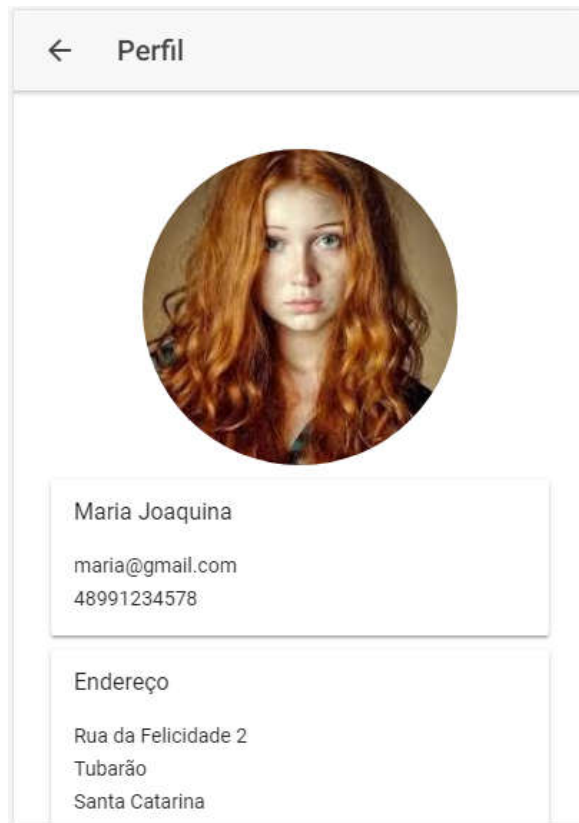 Perfil
Maria Joaquina
maria@gmail.com
48991234578
Endereço
Rua da Felicidade 2
Tubarão
Santa Catarina